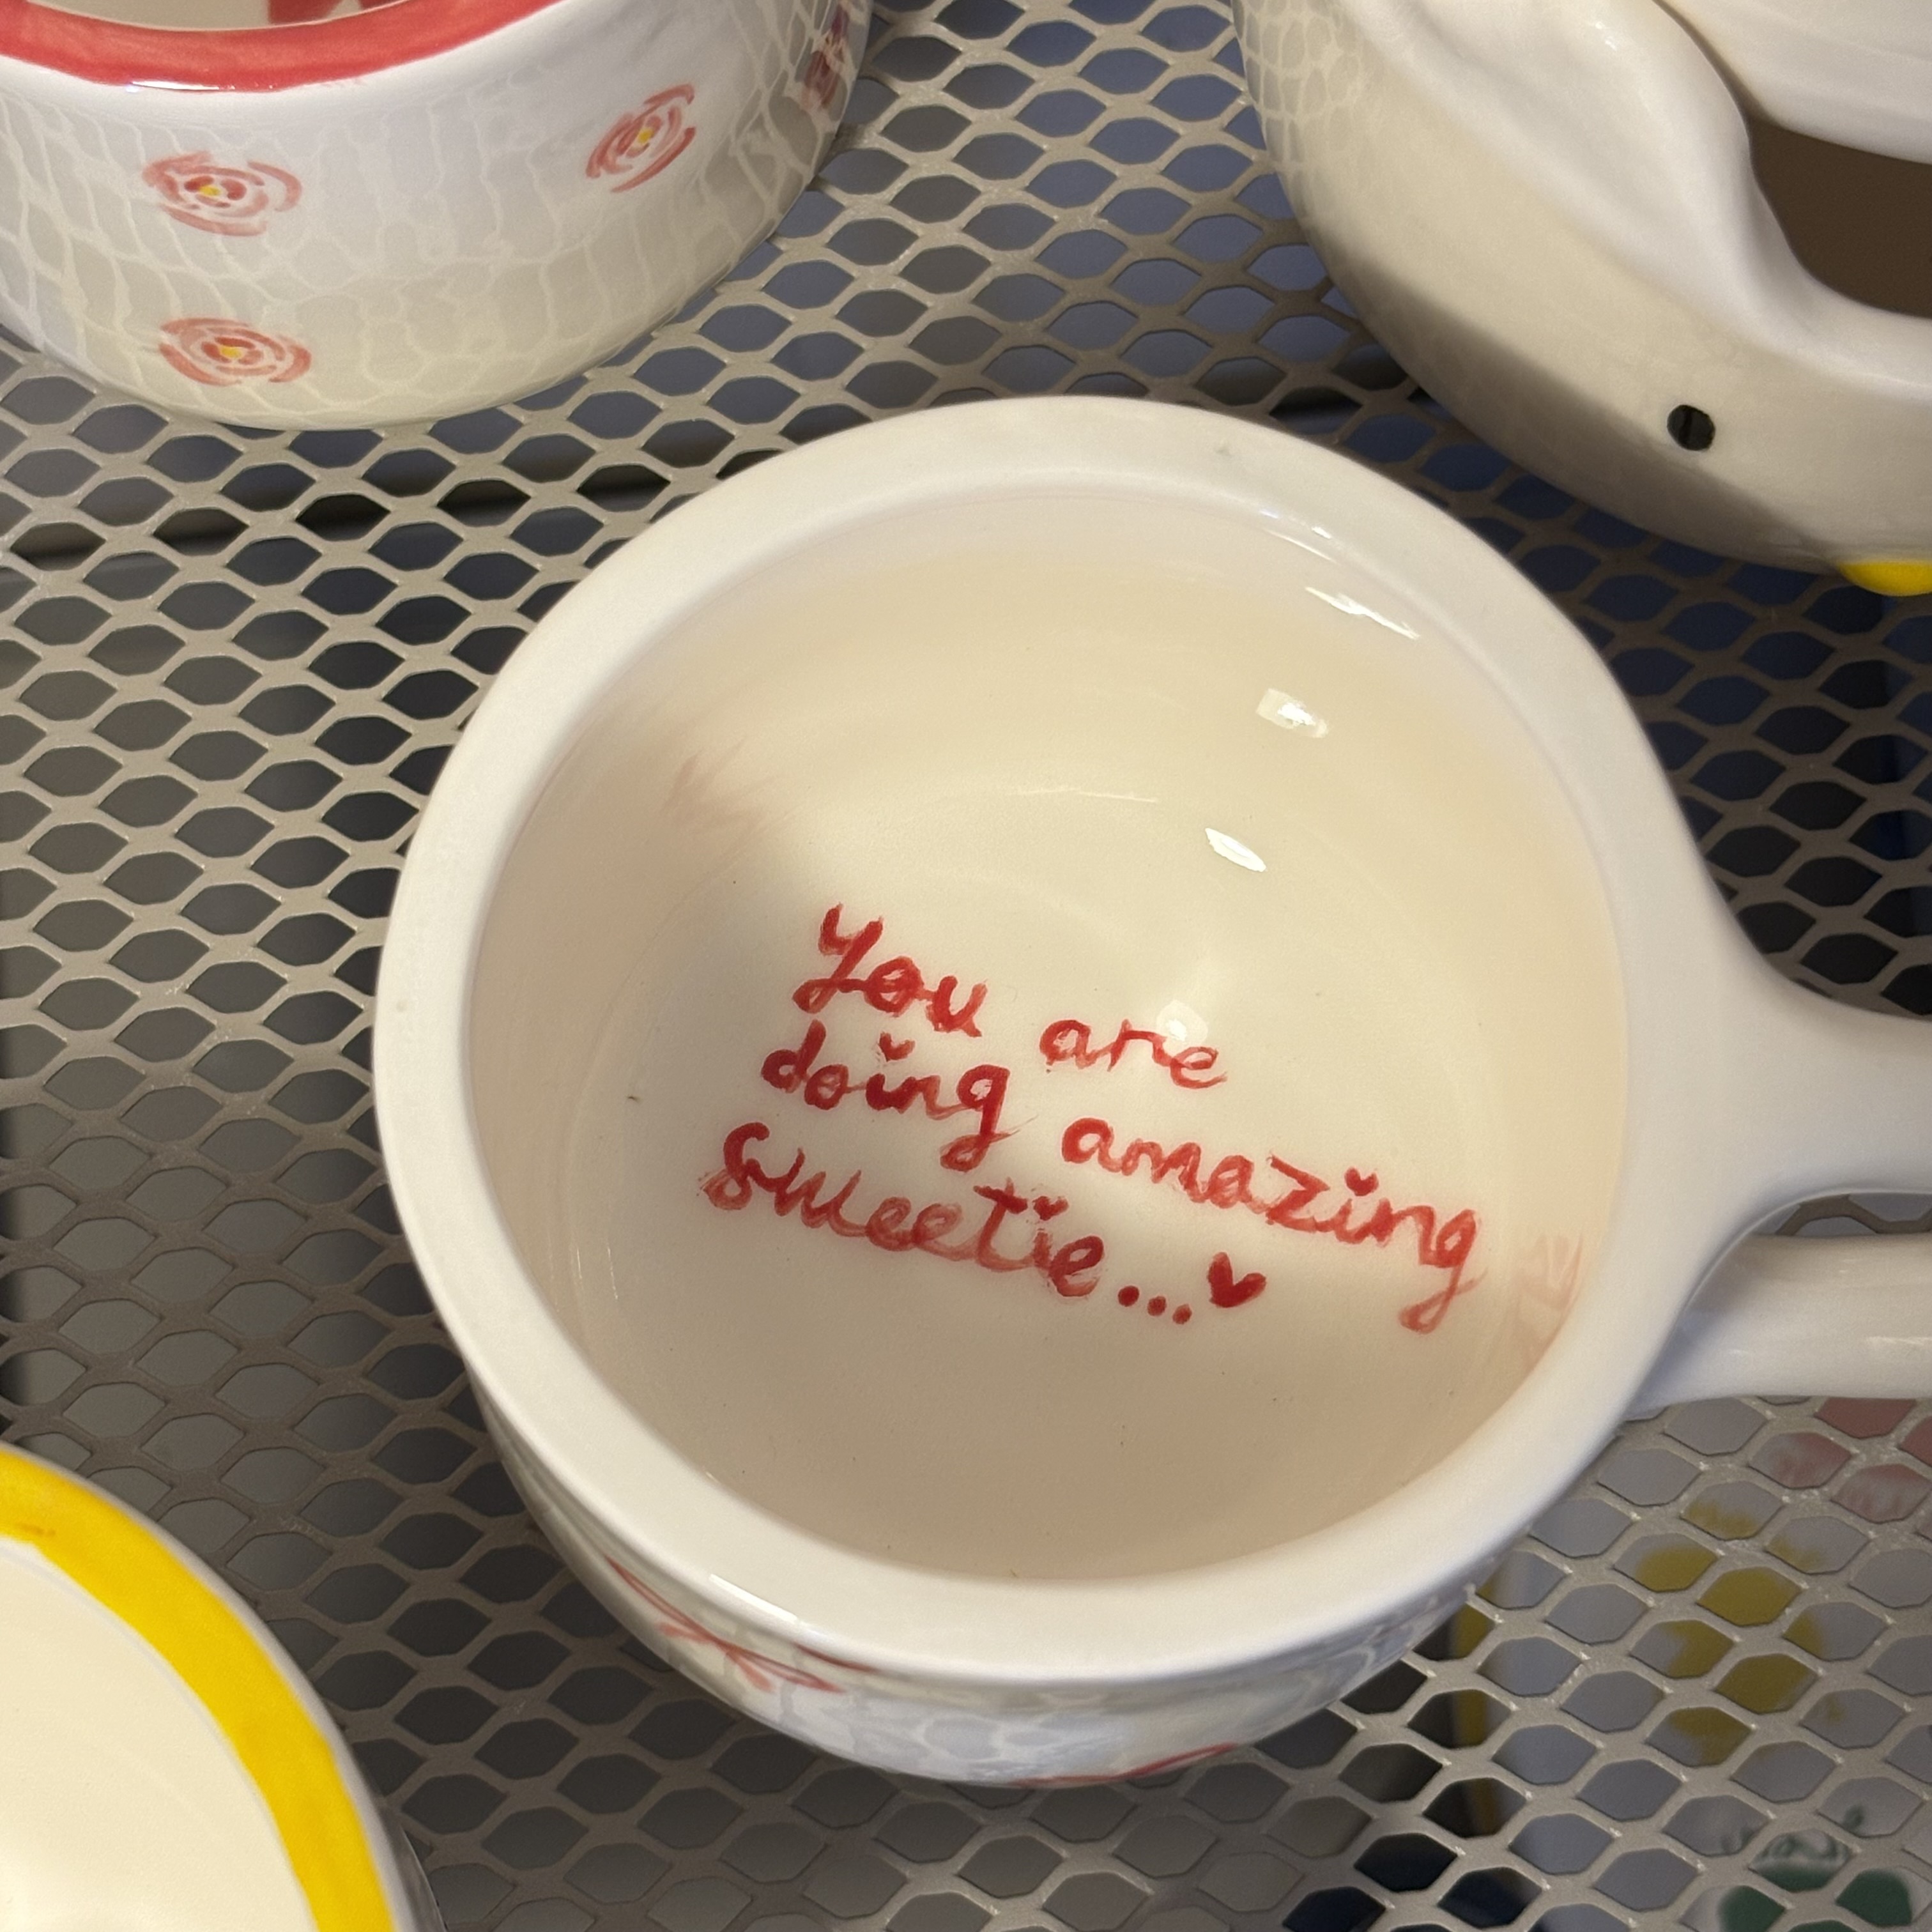 You are
doing amazing
sweetie...♥